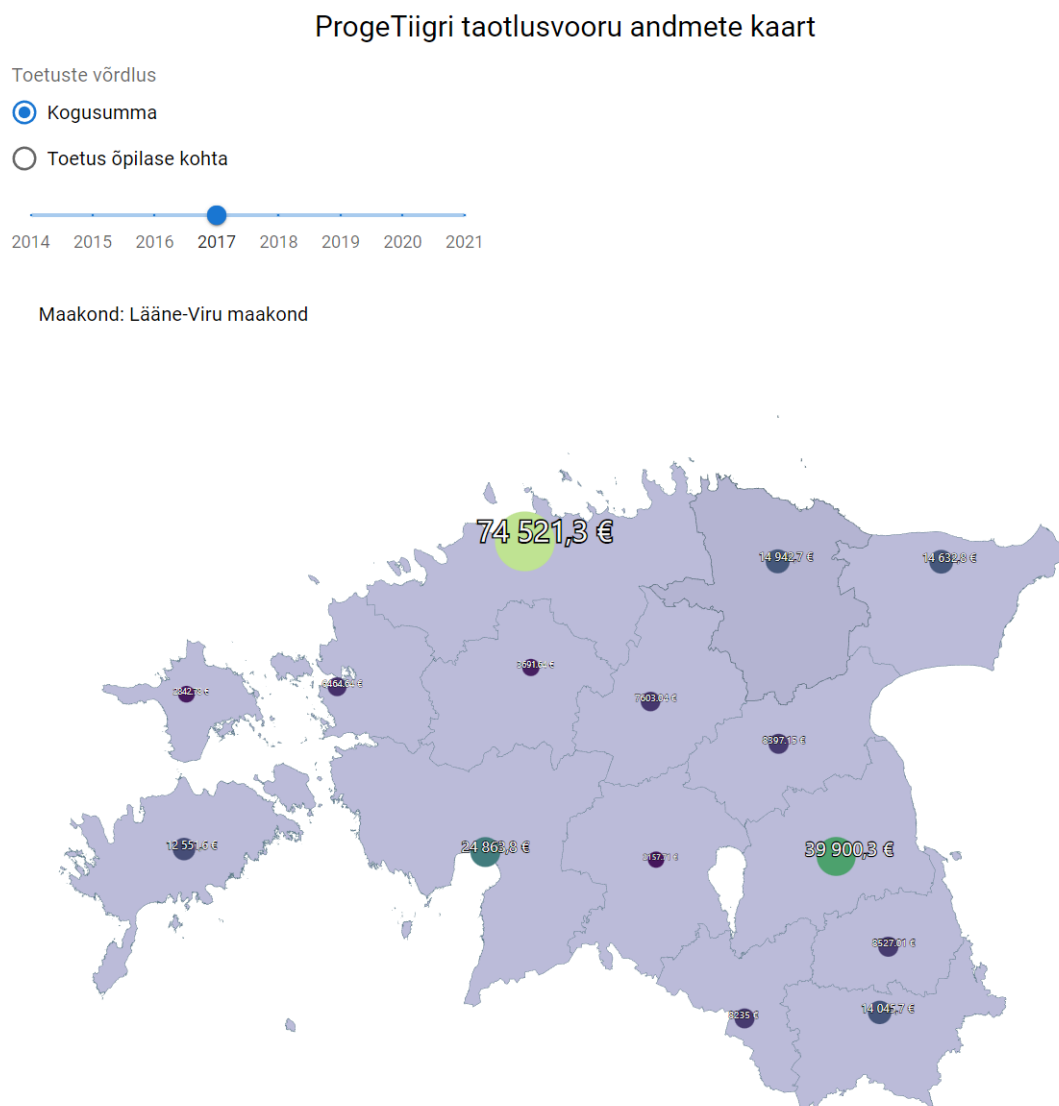 ProgeTiigri taotlusvooru andmete kaart
Toetuste võrdlus
Kogusumma
Toetus õpilase kohta
2014 2015 2016 2017 2018 2019 2020 2021
Maakond: Lääne-Viru maakond
74 521,3 €
14 942,7 €
14 632,8 €
7603.04 €
8397.15 €
12 551,6 €
24 863,8 €
39 900,3 €
8527.01 €
14 045,7 €
8235 €